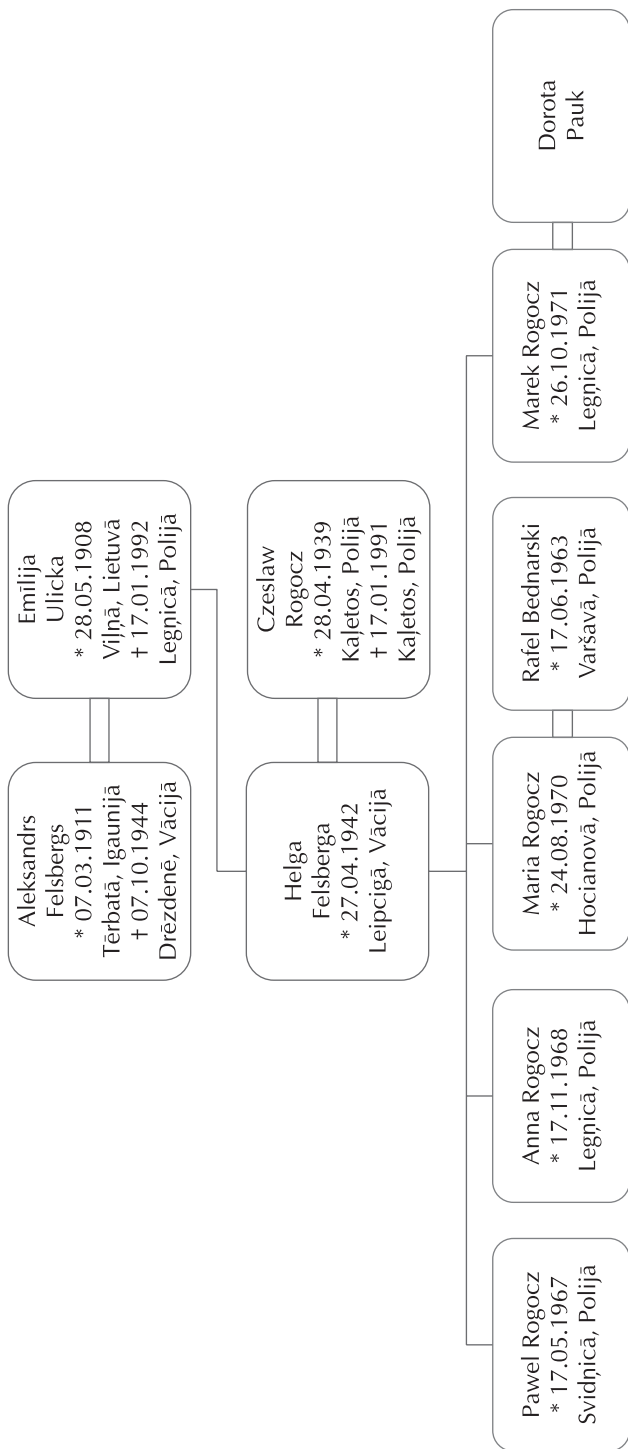 Aleksandrs
Felsbergs
* 07.03.1911
Tērbatā, Igaunijā
† 07.10.1944
Drēzdenē, Vācijā
Emīlija
Ulicka
* 28.05.1908
Viļņā, Lietuvā
† 17.01.1992
Legņicā, Polijā
Helga
Felsberga
* 27.04.1942
Leipcigā, Vācijā
Czeslaw
Rogocz
* 28.04.1939
Kaļetos, Polijā
† 17.01.1991
Kaļetos, Polijā
Pawel Rogocz
* 17.05.1967
Svidņicā, Polijā
Anna Rogocz
* 17.11.1968
Legņicā, Polijā
Maria Rogocz
* 24.08.1970
Hocianovā, Polijā
Rafel Bednarski
* 17.06.1963
Varšavā, Polijā
Marek Rogocz
* 26.10.1971
Legņicā, Polijā
Dorota
Pauk